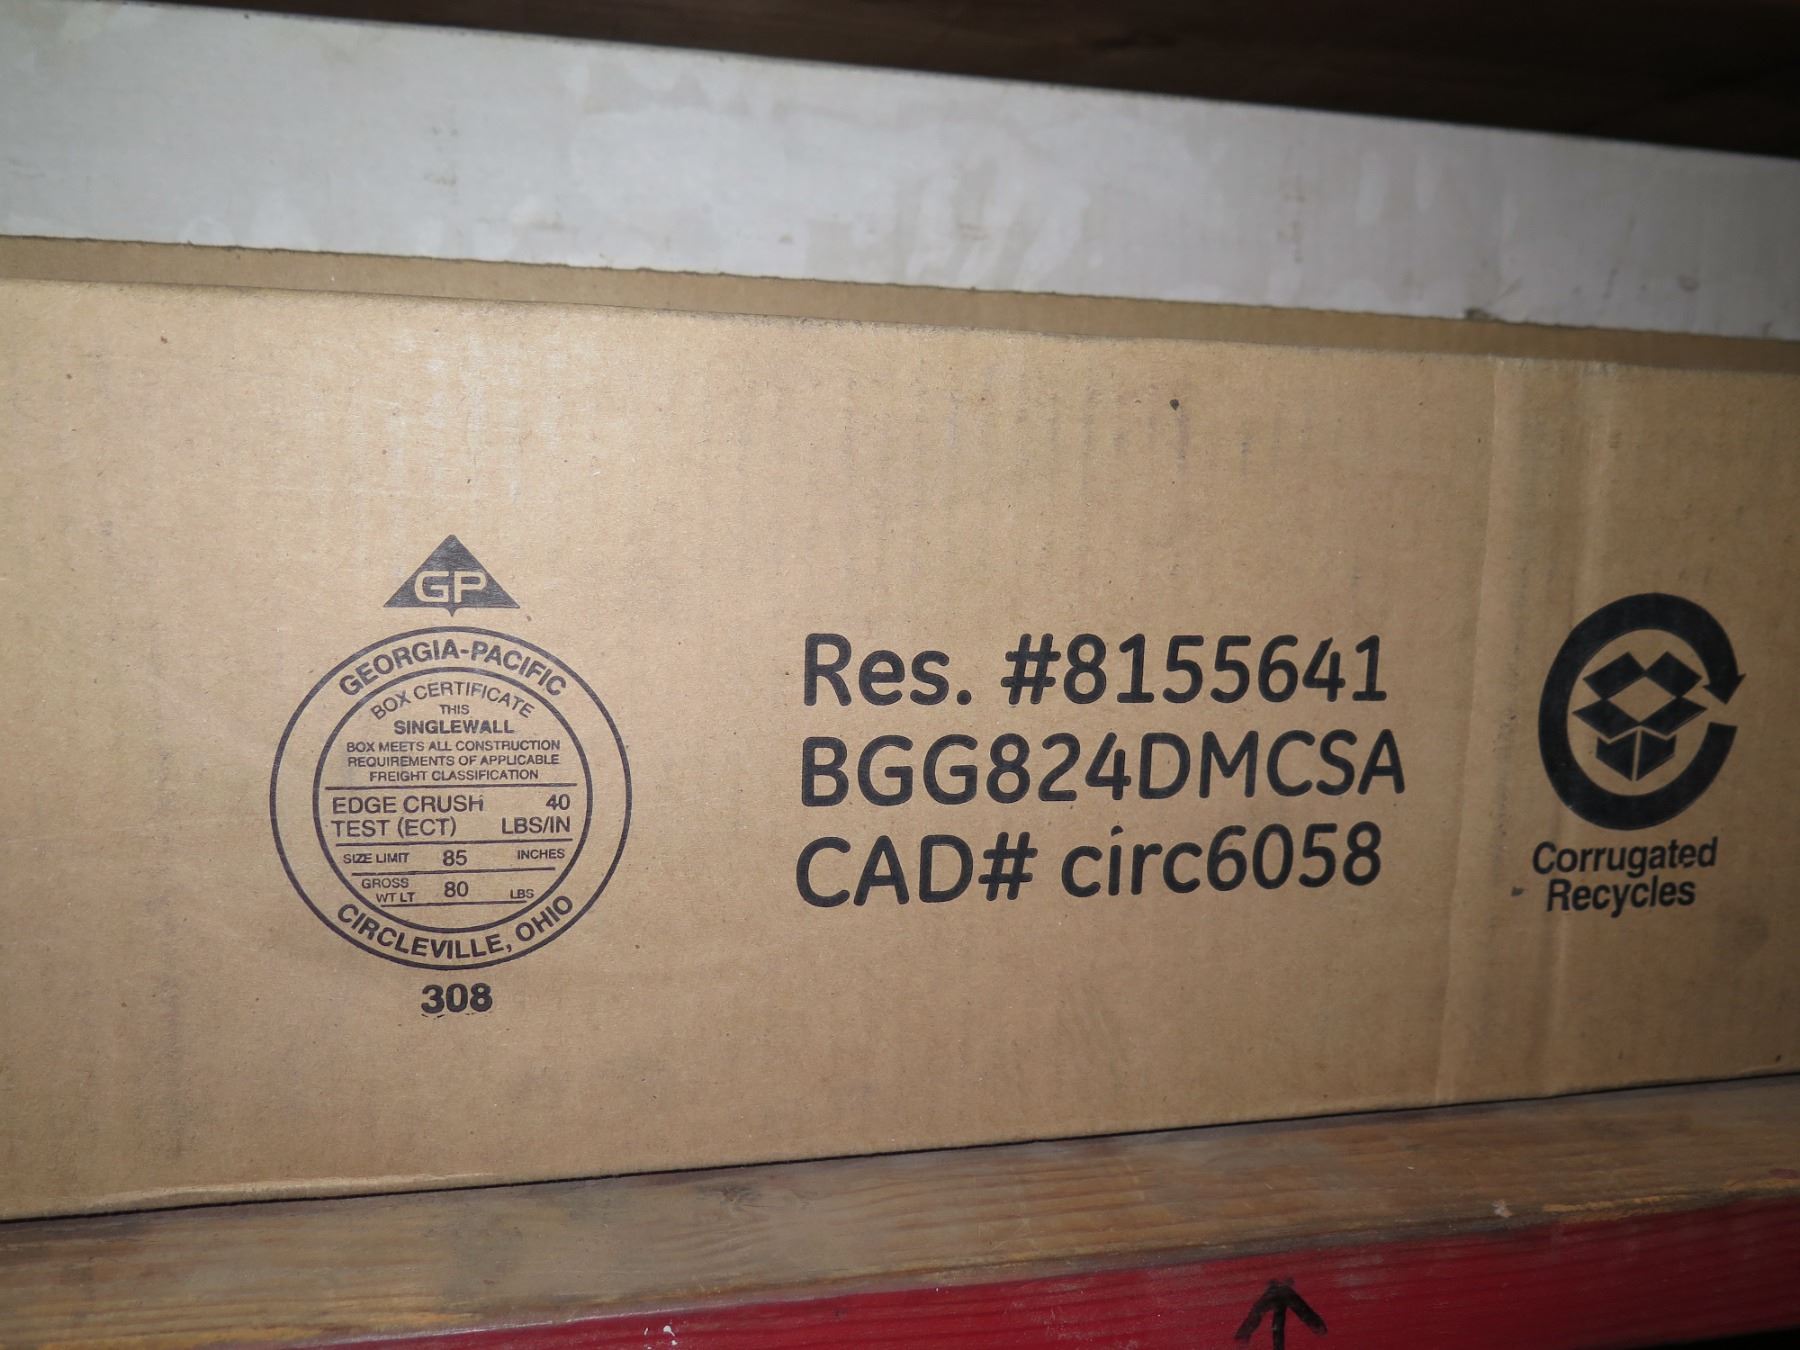 GP
GEORGIA-PACIFIC
BOX CERTIFICATE
THIS
SINGLEWALL
BOX MEETS ALL CONSTRUCTION
REQUIREMENTS OF APPLICABLE
FREIGHT CLASSIFICATION
EDGE CRUSH 40
TEST (ECT) LBS/IN
SIZE LIMIT 85 INCHES
GROSS
WT LT 80 LBS
CIRCLEVILLE, OHIO
308
Res. #8155641
BGG824DMCSA
CAD# circ6058
Corrugated
Recycles